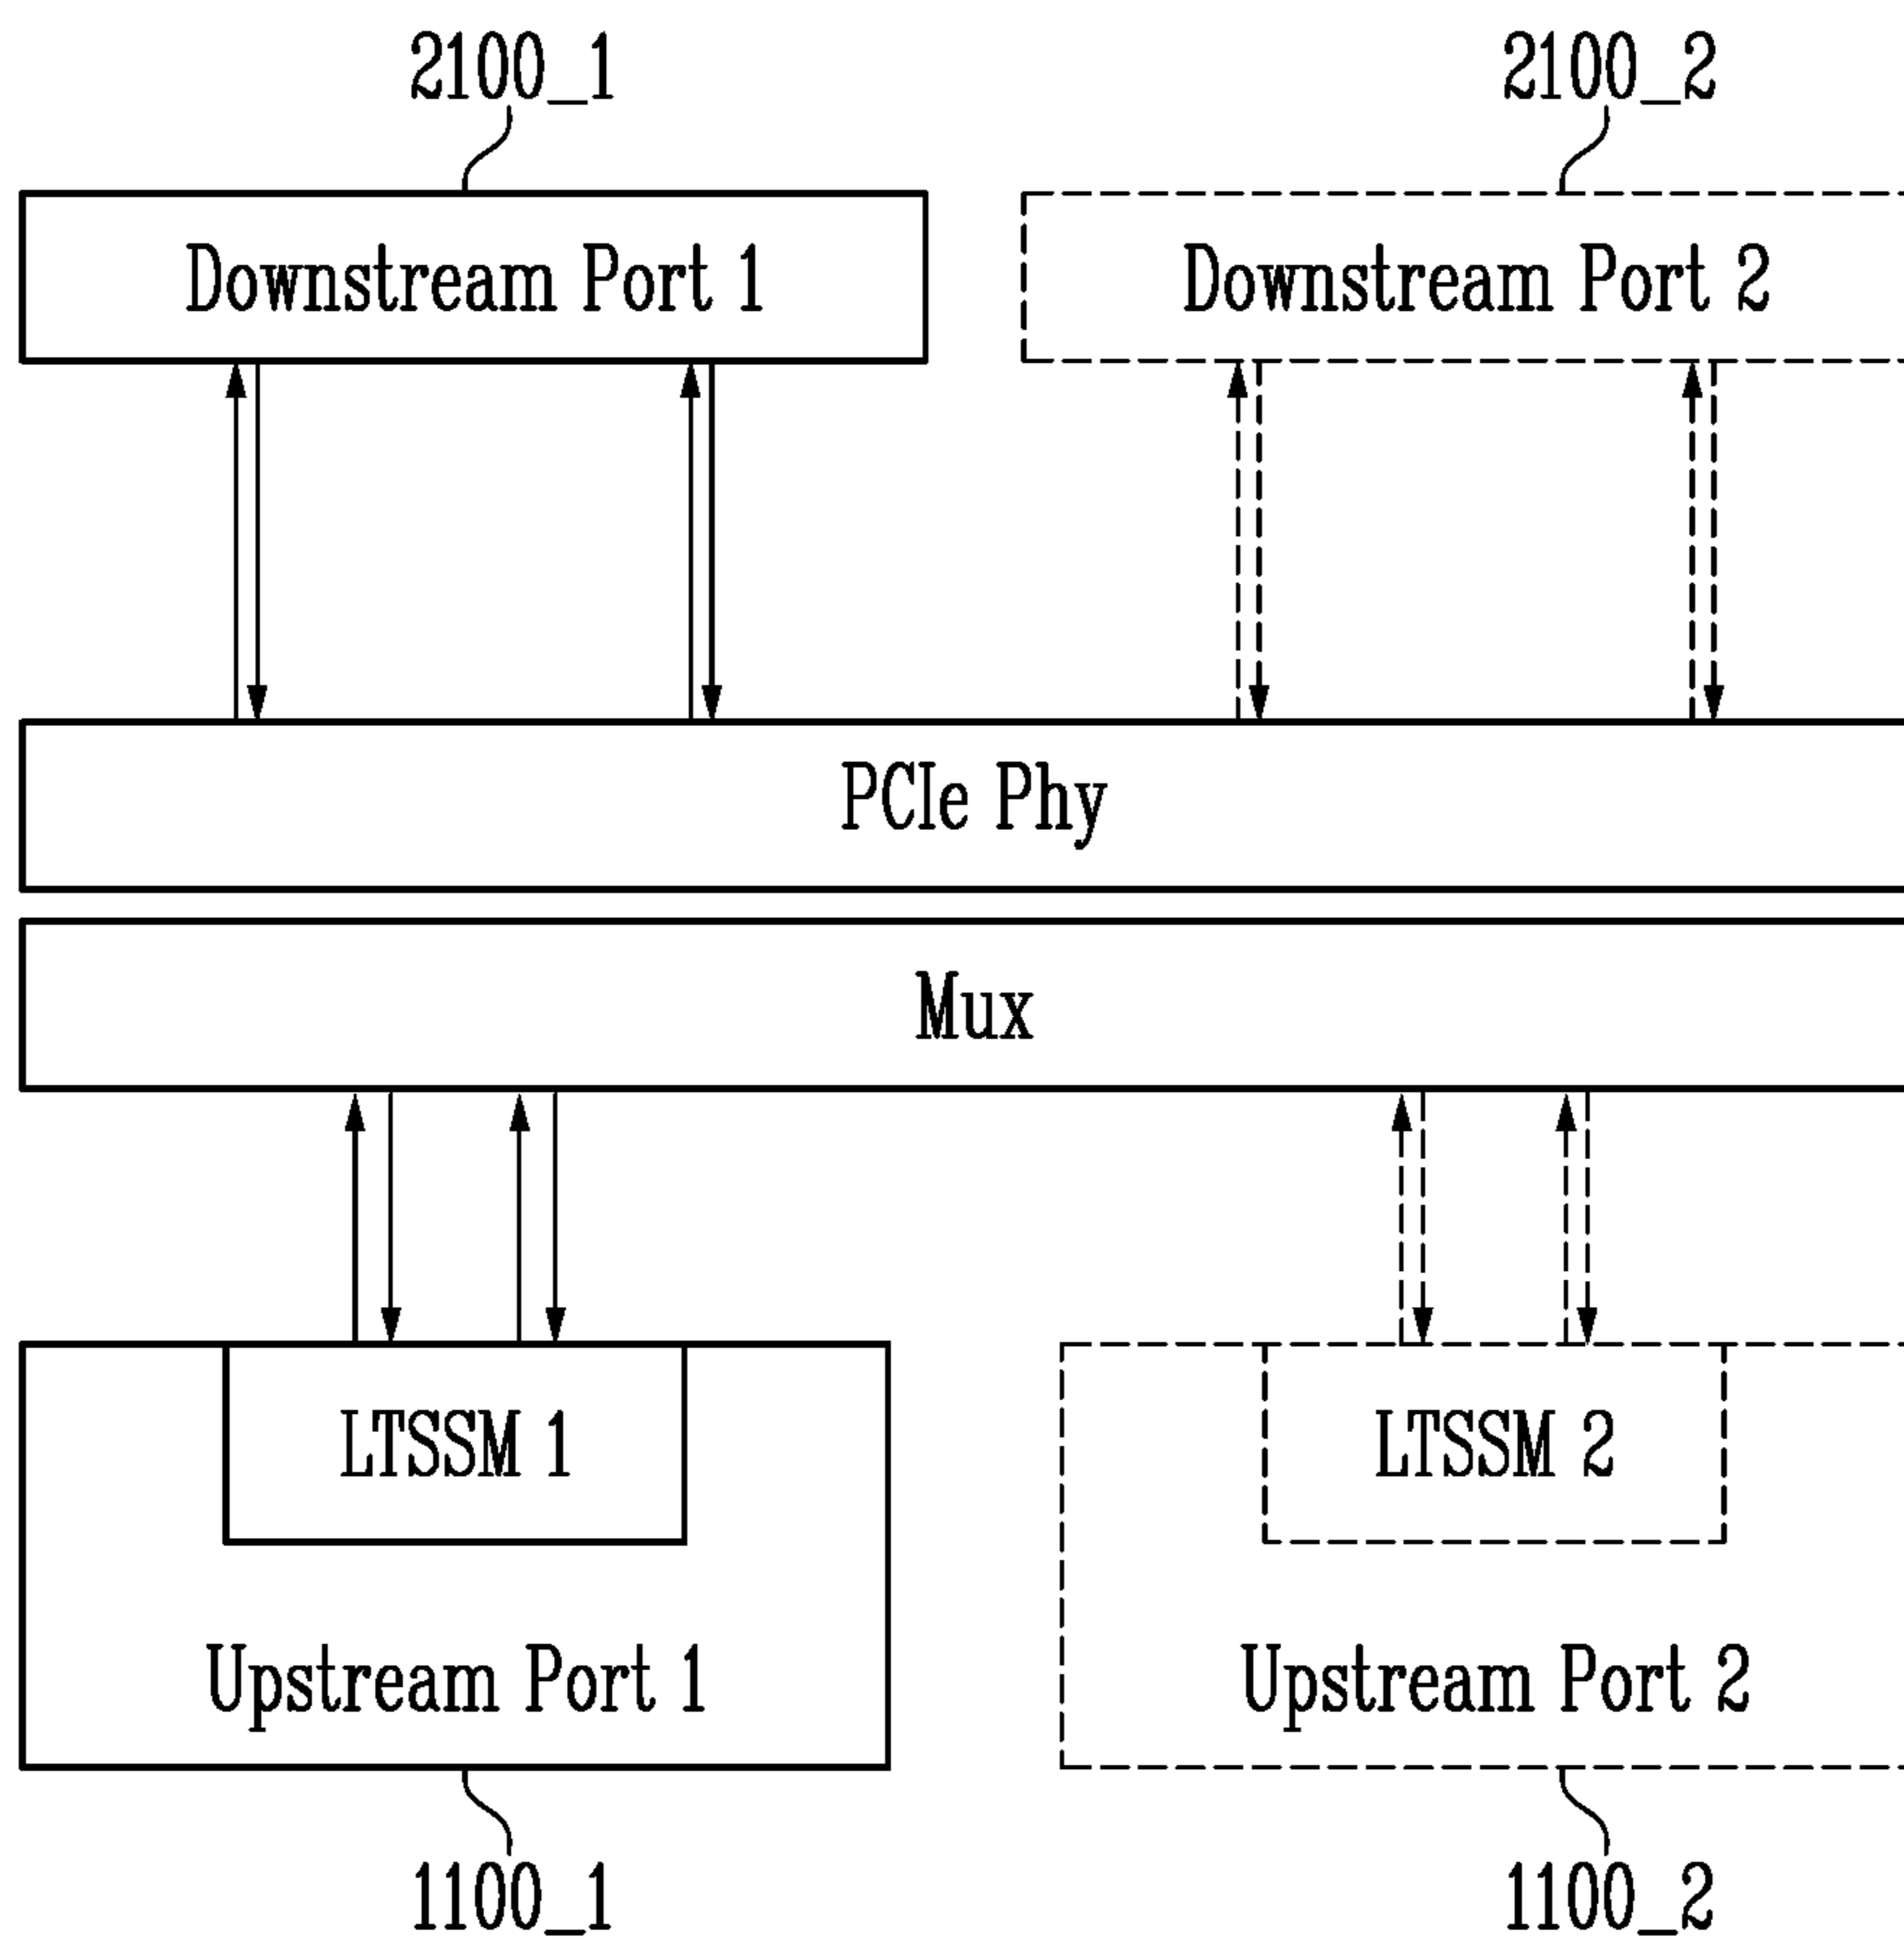 2100_1
2100_2
Downstream Port 1
Downstream Port 2
PCIe Phy
Mux
LTSSM 1
LTSSM 2
Upstream Port 1
Upstream Port 2
1100_1
1100_2